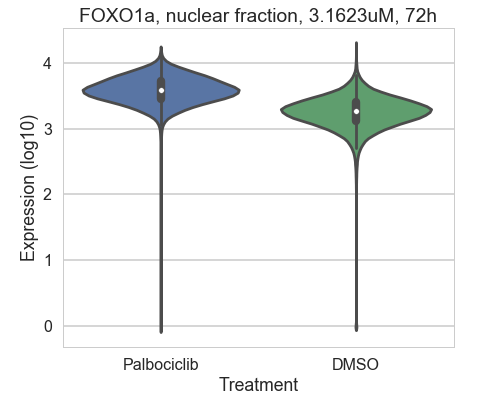 FOXO1a, nuclear fraction, 3.1623uM, 72h
4
3
2
1
0
Expression (log10)
Palbociclib
DMSO
Treatment